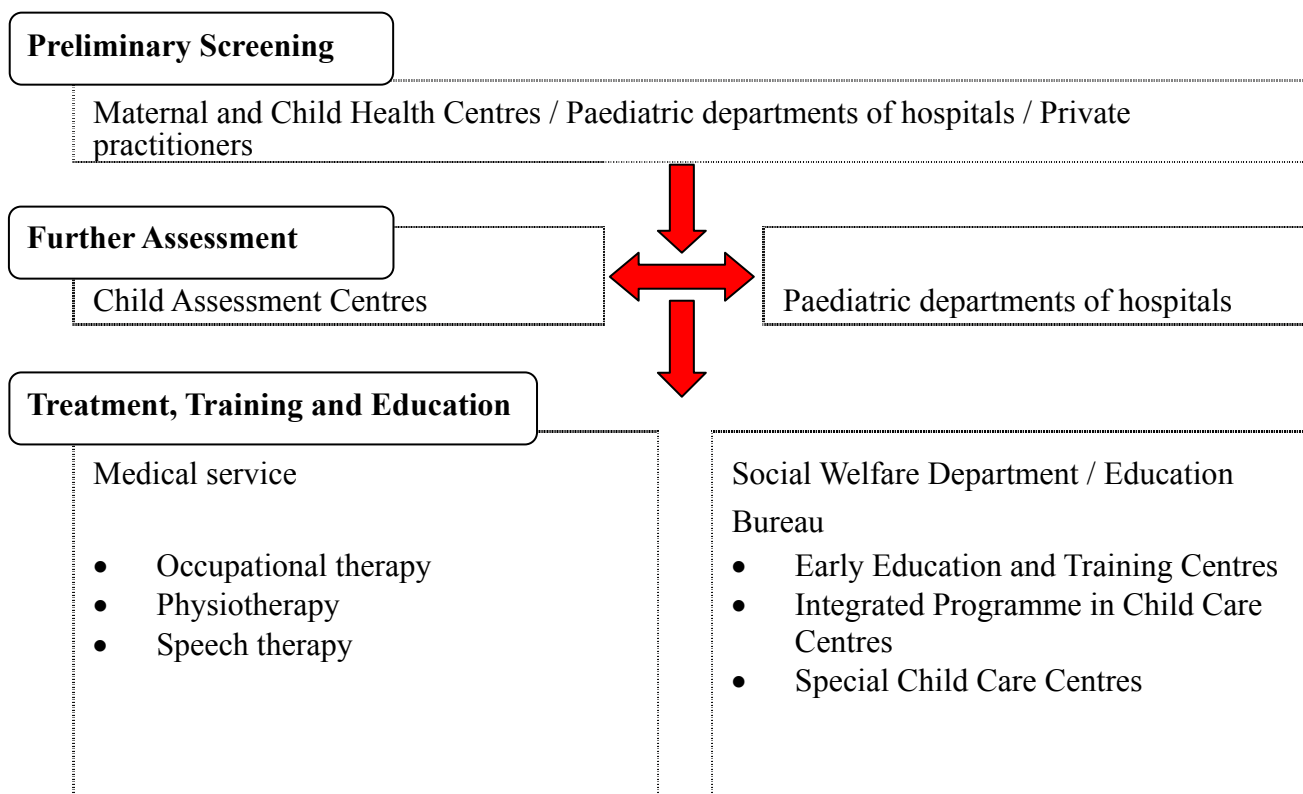 Preliminary Screening
Maternal and Child Health Centres / Paediatric departments of hospitals / Private
practitioners
Further Assessment
Child Assessment Centres
Paediatric departments of hospitals
Treatment, Training and Education
Medical service
• Occupational therapy
• Physiotherapy
• Speech therapy
Social Welfare Department / Education
Bureau
• Early Education and Training Centres
• Integrated Programme in Child Care
Centres
• Special Child Care Centres